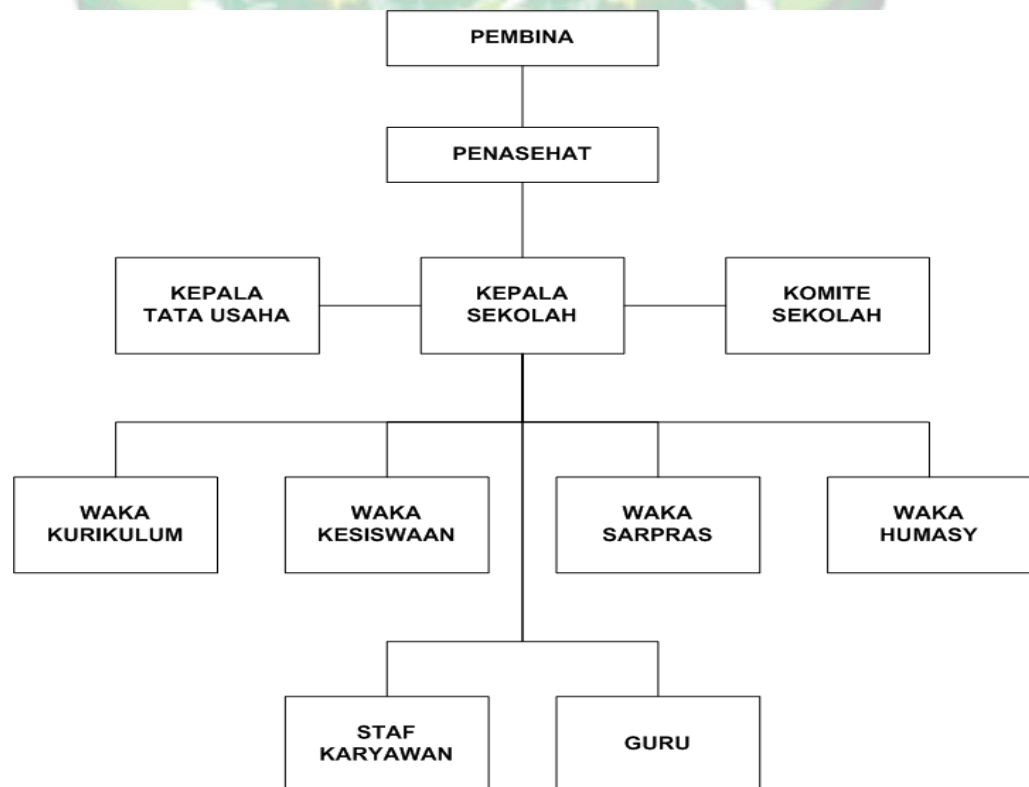 PEMBINA
PENASEHAT
KEPALA
TATA USAHA
KEPALA
SEKOLAH
KOMITE
SEKOLAH
WAKA
KURIKULUM
WAKA
KESISWAAN
WAKA
SARPRAS
WAKA
HUMASY
STAF
KARYAWAN
GURU